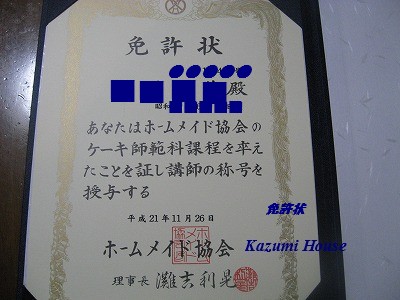 免許状
殿
昭和
あなたはホームメイド協会の
ケーキ師範科課程を卒え
たことを証し講師の称号を
授与する
平成21年11月26日
ホームメイド協会
理事長 灘吉利晃
免許状
Kazumi House